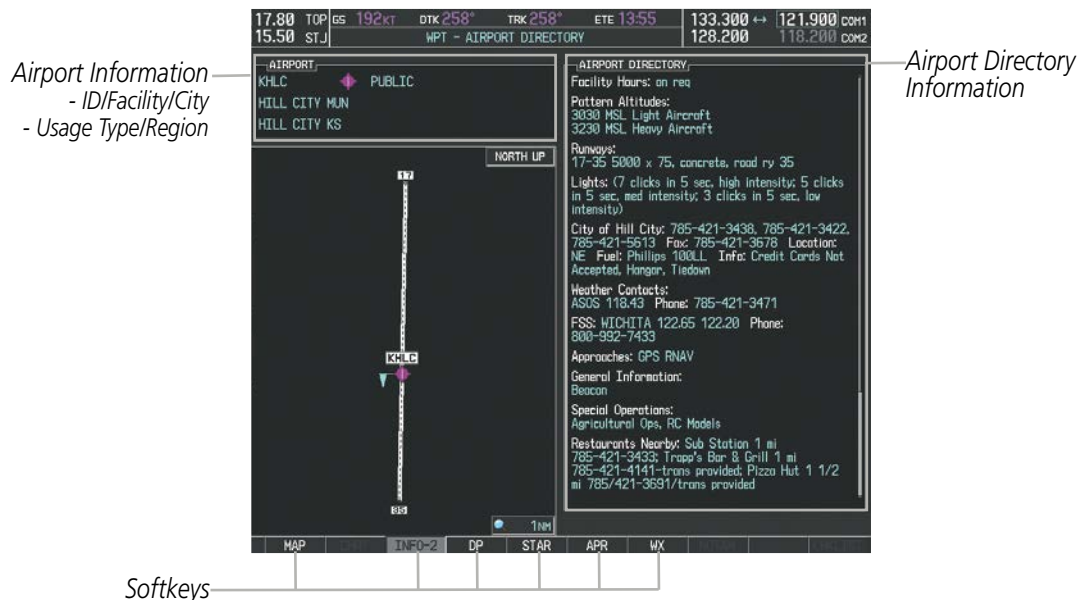 17.80 TOP GS 192KT DTK 258° TRK 258° ETE 13:55 133.300 ↔ 121.900 COM1
15.50 STJ WPT - AIRPORT DIRECTORY 128.200 118.200 COM2
Airport Information
- ID/Facility/City
- Usage Type/Region
AIRPORT
KHLC PUBLIC
HILL CITY MUN
HILL CITY KS
NORTH UP
17
KHLC
35
1NM
AIRPORT DIRECTORY
Facility Hours: on req
Pattern Altitudes:
3030 MSL Light Aircraft
3230 MSL Heavy Aircraft
Runways:
17-35 5000 x 75, concrete, road ry 35
Lights: (7 clicks in 5 sec, high intensity; 5 clicks
in 5 sec, med intensity; 3 clicks in 5 sec, low
intensity)
City of Hill City: 785-421-3438, 785-421-3422,
785-421-5613 Fax: 785-421-3678 Location:
NE Fuel: Phillips 100LL Info: Credit Cards Not
Accepted, Hangar, Tiedown
Weather Contacts:
ASOS 118.43 Phone: 785-421-3471
FSS: WICHITA 122.65 122.20 Phone:
800-992-7433
Approaches: GPS RNAV
General Information:
Beacon
Special Operations:
Agricultural Ops, RC Models
Restaurants Nearby: Sub Station 1 mi
785-421-3433; Trapp's Bar & Grill 1 mi
785-421-4141-trans provided; Pizza Hut 1 1/2
mi 785/421-3691/trans provided
Airport Directory
Information
MAP INFO-2 DP STAR APR WX
Softkeys